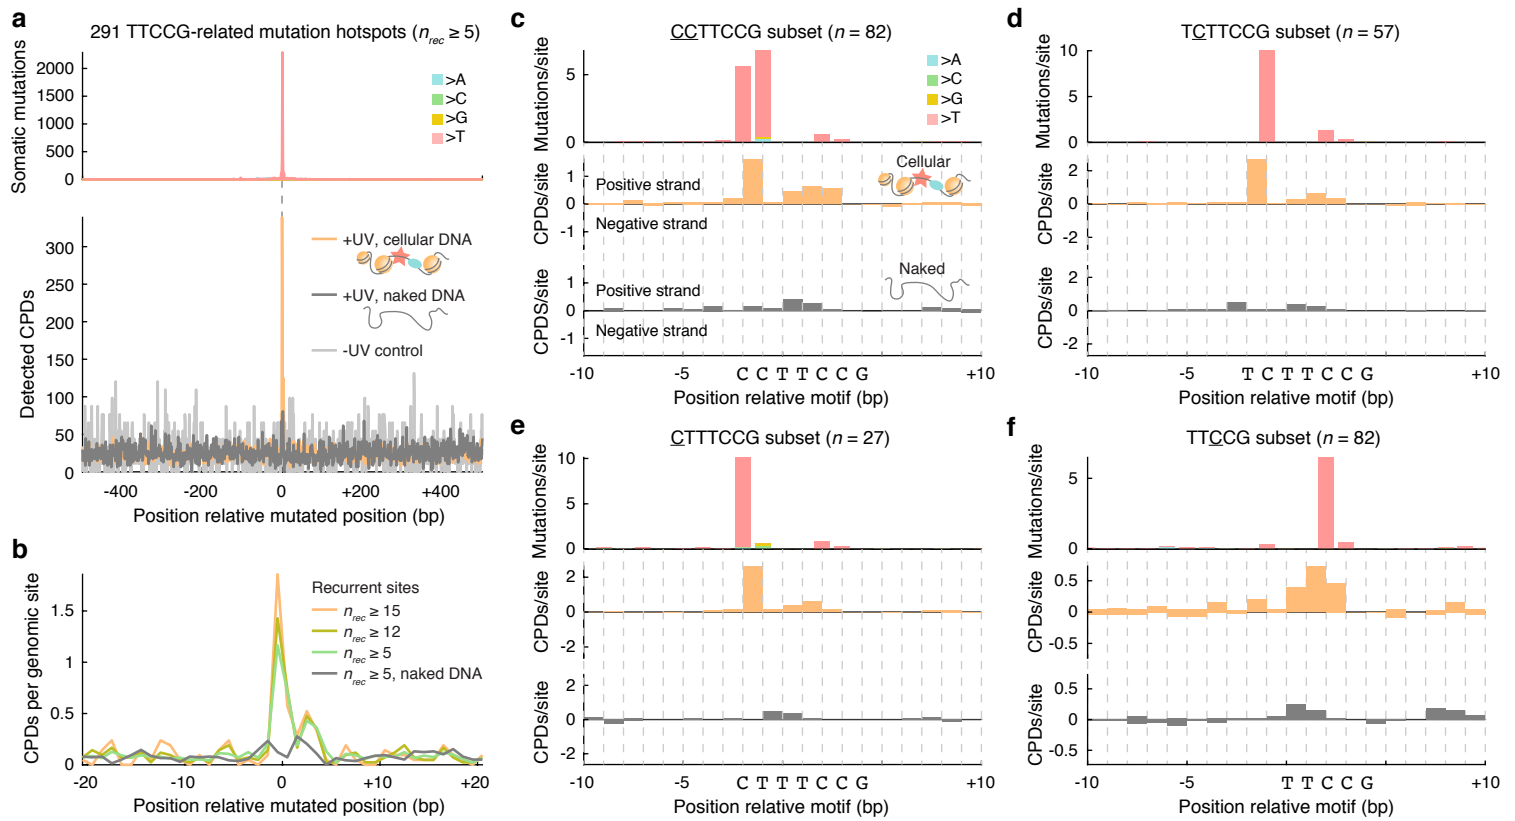 a
291 TTCCG-related mutation hotspots (nrec ≥ 5)
Somatic mutations
2000
1500
1000
500
0
>A
>C
>G
>T
Detected CPDs
300
250
200
150
100
50
0
+UV, cellular DNA
+UV, naked DNA
-UV control
-400
-200
0
+200
+400
Position relative mutated position (bp)
b
CPDs per genomic site
1.5
1
0.5
0
Recurrent sites
nrec ≥ 15
nrec ≥ 12
nrec ≥ 5
nrec ≥ 5, naked DNA
-20
-10
0
+10
+20
Position relative mutated position (bp)
c
CCTTCCG subset (n = 82)
Mutations/site
5
0
>A
>C
>G
>T
CPDs/site
1
0
-1
Positive strand
Negative strand
Cellular
CPDS/site
1
0
-1
Positive strand
Negative strand
Naked
-10
-5
C C T T C C G
+10
Position relative motif (bp)
d
TCTTCCG subset (n = 57)
Mutations/site
10
5
0
CPDs/site
2
0
-2
CPDs/site
2
0
-2
-10
-5
T C T T C C G
+10
Position relative motif (bp)
e
CTTTCCG subset (n = 27)
Mutations/site
10
5
0
CPDs/site
2
0
-2
CPDs/site
2
0
-2
-10
-5
C T T T C C G
+10
Position relative motif (bp)
f
TTCCG subset (n = 82)
Mutations/site
5
0
CPDs/site
0.5
0
-0.5
CPDs/site
0.5
0
-0.5
-10
-5
T T C C G
+10
Position relative motif (bp)